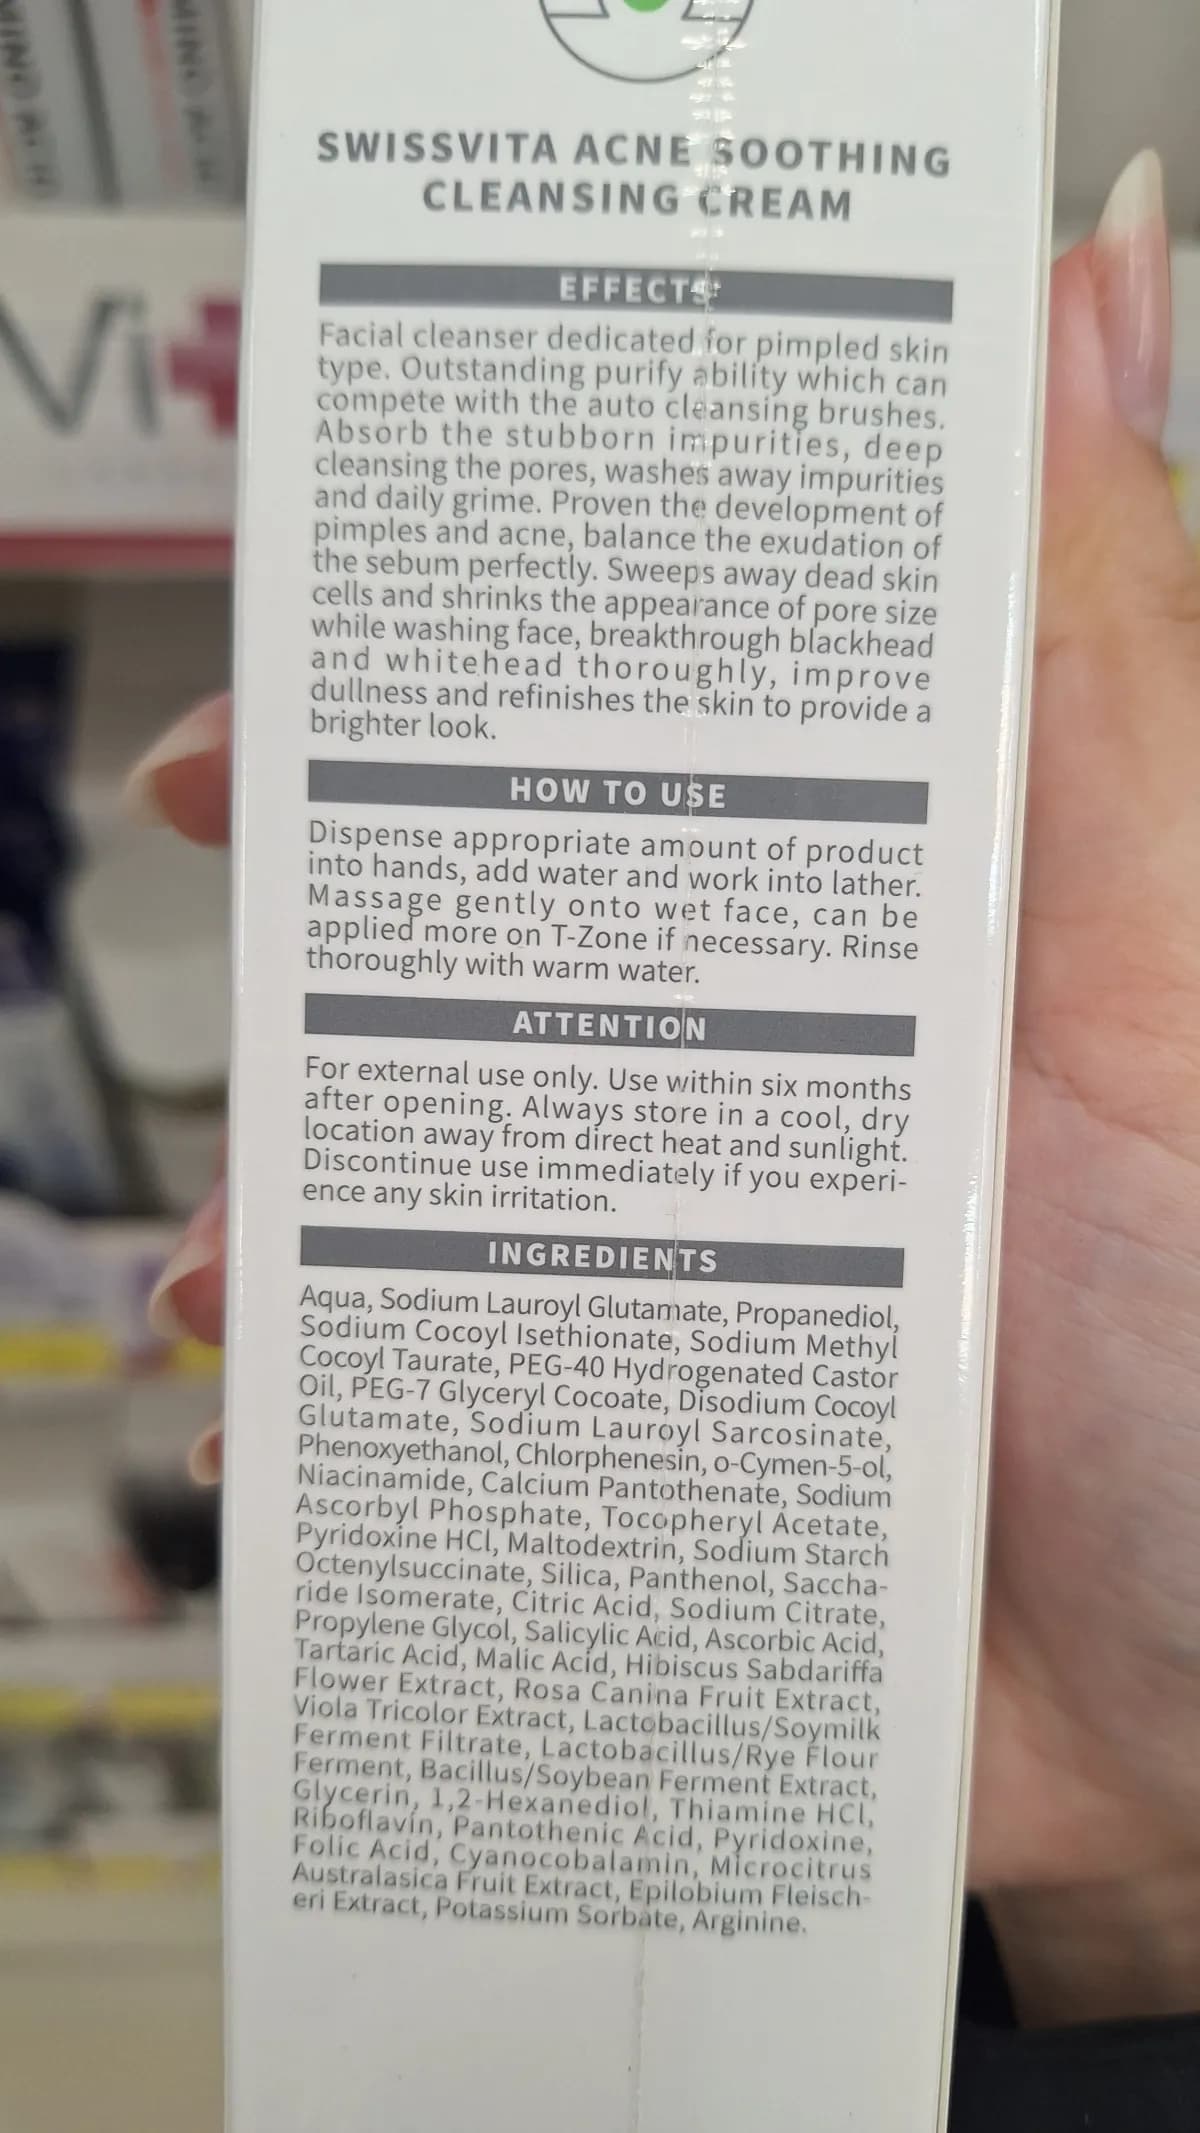 MINO ACID
MINO A
Vi
SWISSVITA ACNE SOOTHING
CLEANSING CREAM
EFFECTS
Facial cleanser dedicated for pimpled skin
type. Outstanding purify ability which can
compete with the auto cleansing brushes.
Absorb the stubborn impurities, deep
cleansing the pores, washes away impurities
and daily grime. Proven the development of
pimples and acne, balance the exudation of
the sebum perfectly. Sweeps away dead skin
cells and shrinks the appearance of pore size
while washing face, breakthrough blackhead
and whitehead thoroughly, improve
dullness and refinishes the skin to provide a
brighter look.
HOW TO USE
Dispense appropriate amount of product
into hands, add water and work into lather.
Massage gently onto wet face, can be
applied more on T-Zone if necessary. Rinse
thoroughly with warm water.
ATTENTION
For external use only. Use within six months
after opening. Always store in a cool, dry
location away from direct heat and sunlight.
Discontinue use immediately if you experi-
ence any skin irritation.
INGREDIENTS
Aqua, Sodium Lauroyl Glutamate, Propanediol,
Sodium Cocoyl Isethionate, Sodium Methyl
Cocoyl Taurate, PEG-40 Hydrogenated Castor
Oil, PEG-7 Glyceryl Cocoate, Disodium Cocoyl
Glutamate, Sodium Lauroyl Sarcosinate,
Phenoxyethanol, Chlorphenesin, o-Cymen-5-ol,
Niacinamide, Calcium Pantothenate, Sodium
Ascorbyl Phosphate, Tocopheryl Acetate,
Pyridoxine HCl, Maltodextrin, Sodium Starch
Octenylsuccinate, Silica, Panthenol, Saccha-
ride Isomerate, Citric Acid, Sodium Citrate,
Propylene Glycol, Salicylic Acid, Ascorbic Acid,
Tartaric Acid, Malic Acid, Hibiscus Sabdariffa
Flower Extract, Rosa Canina Fruit Extract,
Viola Tricolor Extract, Lactobacillus/Soymilk
Ferment Filtrate, Lactobacillus/Rye Flour
Ferment, Bacillus/Soybean Ferment Extract,
Glycerin, 1,2-Hexanediol, Thiamine HCl,
Riboflavin, Pantothenic Acid, Pyridoxine,
Folic Acid, Cyanocobalamin, Microcitrus
Australasica Fruit Extract, Epilobium Fleisch-
eri Extract, Potassium Sorbate, Arginine.